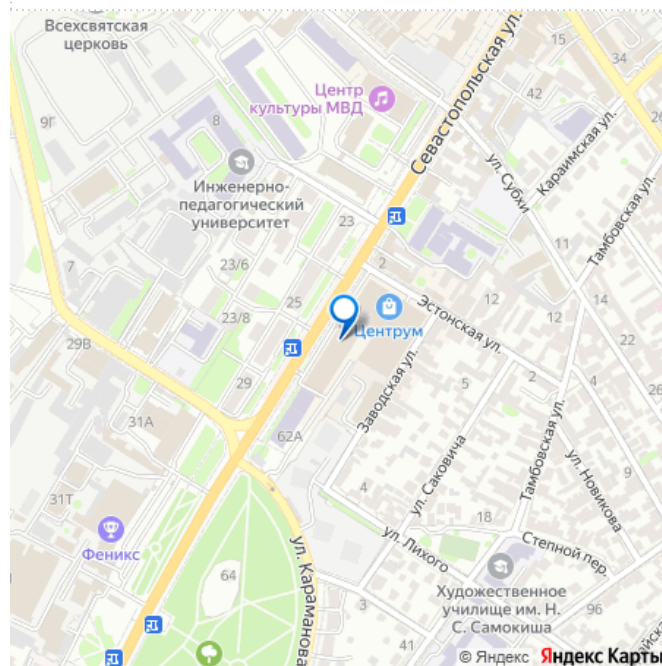 Всехсвятская
церковь
Севастопольская ул.
42
Центр
культуры МВД
9Г
8
Караимская ул.
26
ул. Субхи
Инженерно-
педагогический
университет
23
Тамбовская ул.
11
7
23/6
2
25
12
12
14
Эстонская ул.
Центрум
23/8
22
29В
29
Заводская ул.
5
2
4
31А
62А
Тамбовская ул.
9
ул. Саковича
ул. Новикова
31Т
4
18
Феникс
ул. Лихого
Степной пер.
ул. Караманова
64
3
Художественное
училище им. Н.
С. Самокиша
96
41
© Яндекс Яндекс Карты